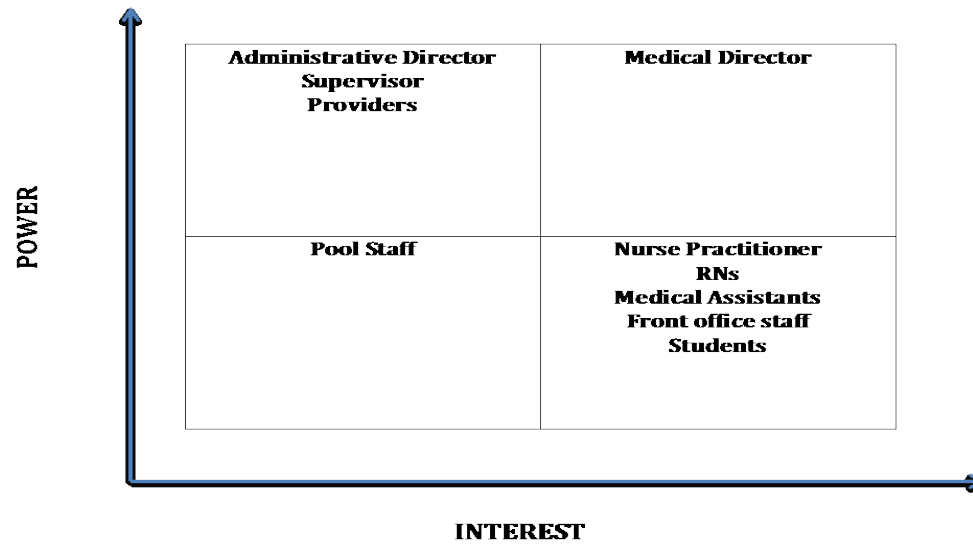 Administrative Director
Supervisor
Providers
Medical Director
POWER
Pool Staff
Nurse Practitioner
RNs
Medical Assistants
Front office staff
Students
INTEREST